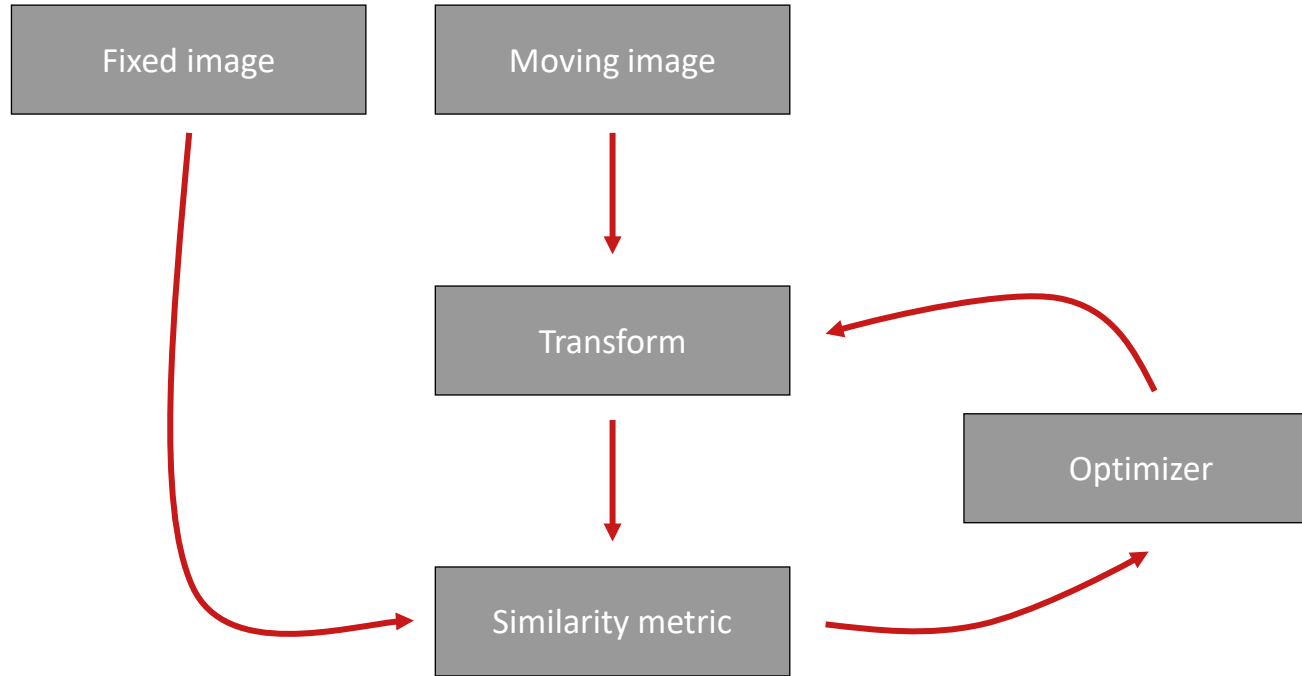 Fixed image
Moving image
Transform
Optimizer
Similarity metric